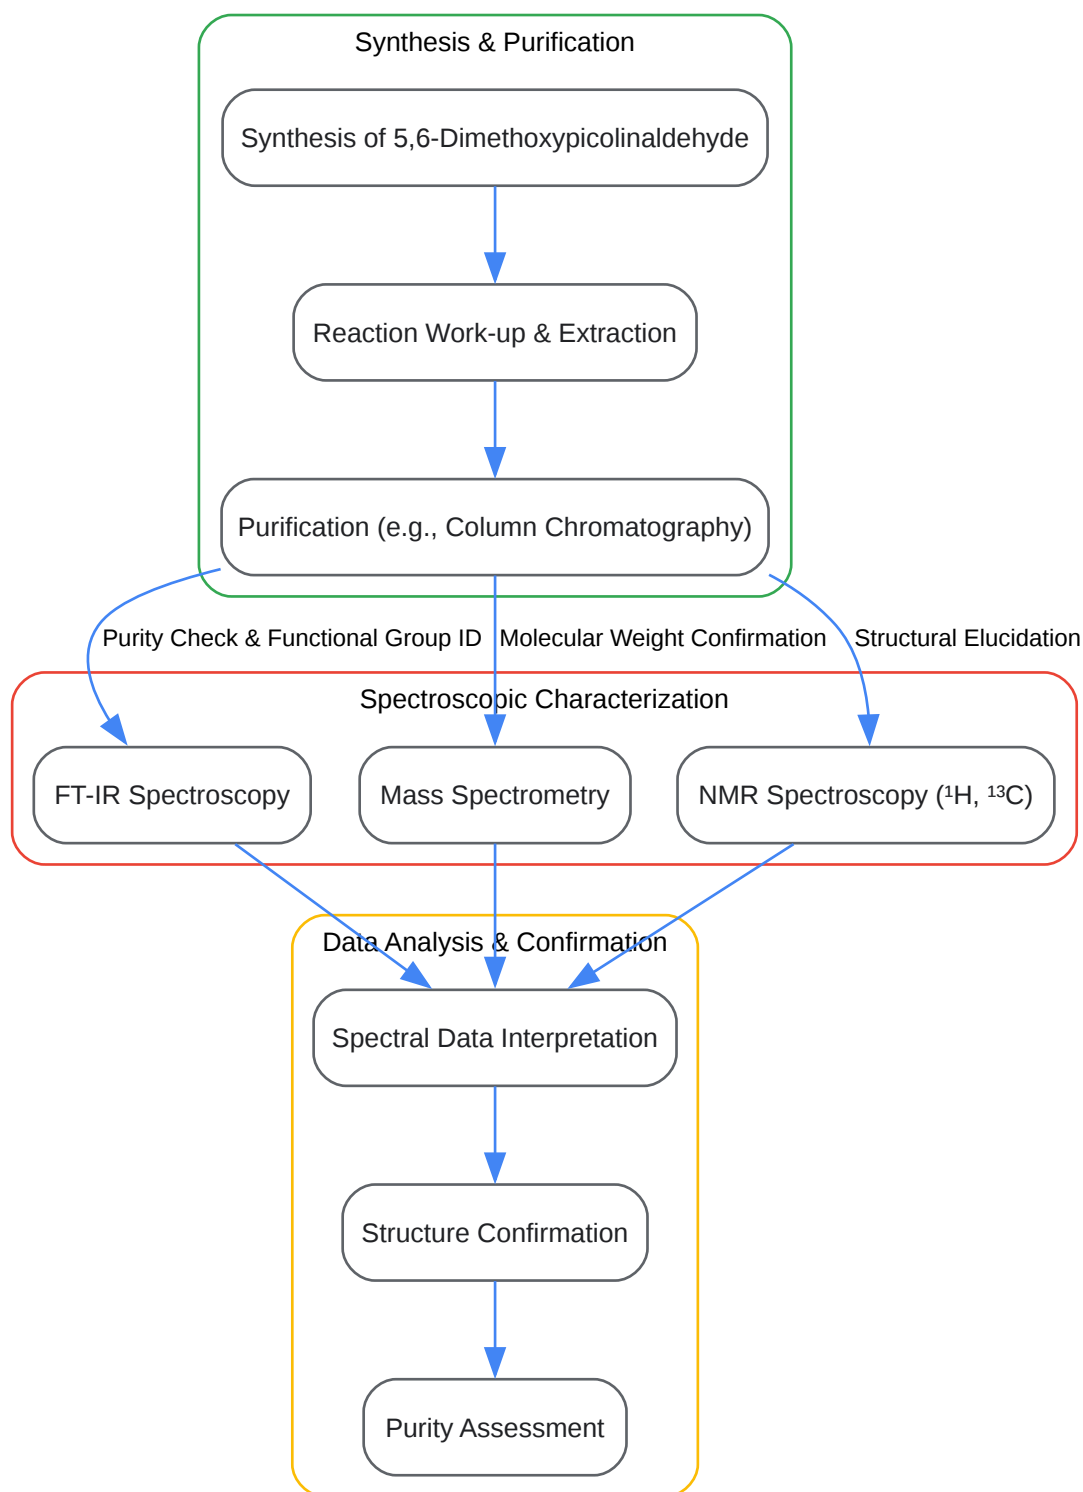 Synthesis & Purification
Synthesis of 5,6-Dimethoxypicolinaldehyde
Reaction Work-up & Extraction
Purification (e.g., Column Chromatography)
Purity Check & Functional Group ID
Molecular Weight Confirmation
Structural Elucidation
Spectroscopic Characterization
FT-IR Spectroscopy
Mass Spectrometry
NMR Spectroscopy (¹H, ¹³C)
Data Analysis & Confirmation
Spectral Data Interpretation
Structure Confirmation
Purity Assessment